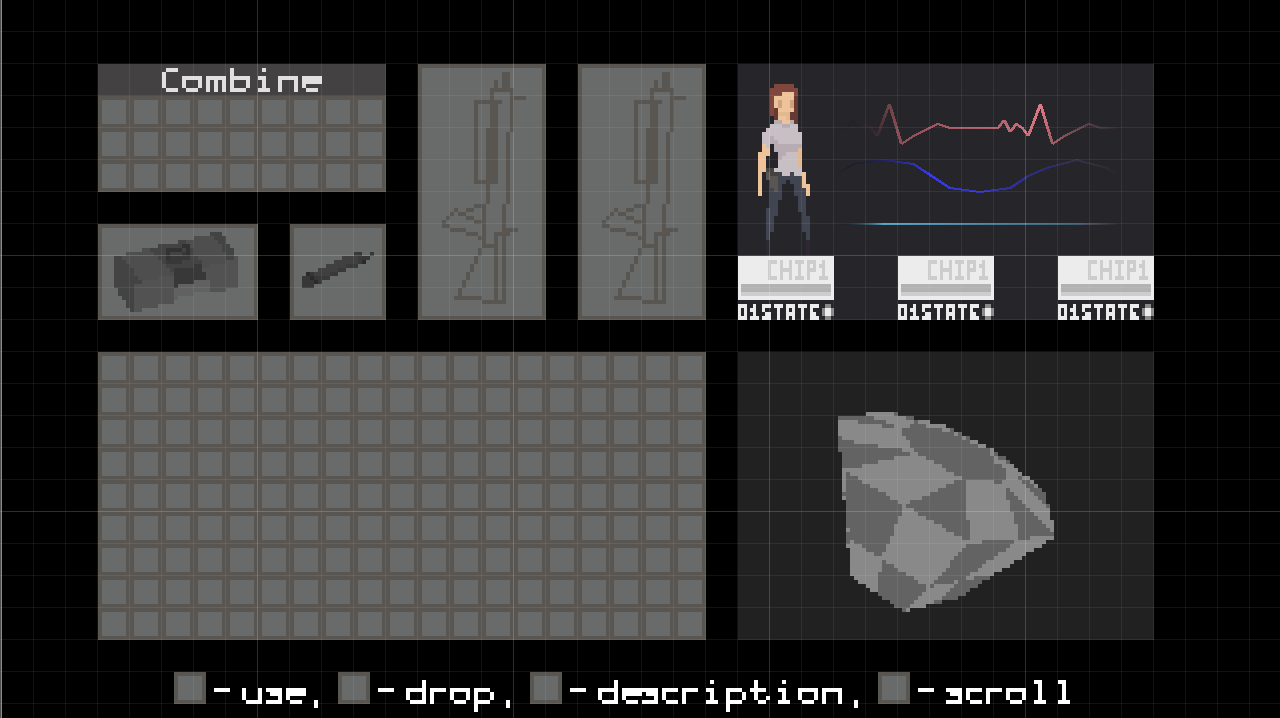 Combine
CHIP1 CHIP1 CHIP1
01STATE 01STATE 01STATE
-use, -drop, -description, -scroll